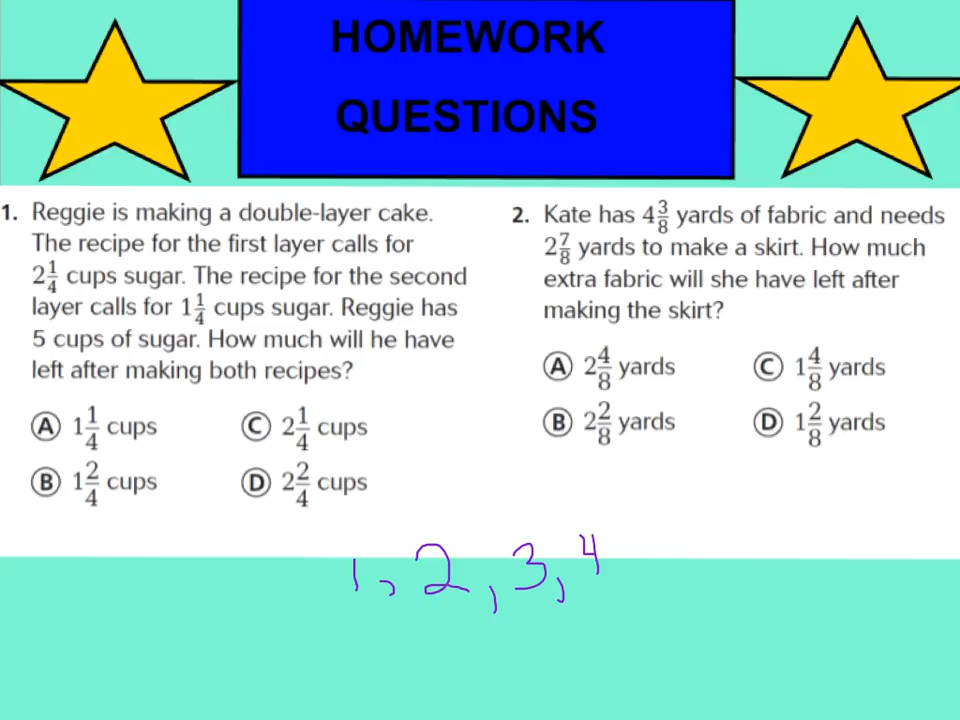 HOMEWORK
QUESTIONS
1. Reggie is making a double-layer cake.
The recipe for the first layer calls for
2 1/4 cups sugar. The recipe for the second
layer calls for 1 1/4 cups sugar. Reggie has
5 cups of sugar. How much will he have
left after making both recipes?
A 1 1/4 cups
C 2 1/4 cups
B 1 2/4 cups
D 2 2/4 cups
2. Kate has 4 3/8 yards of fabric and needs
2 7/8 yards to make a skirt. How much
extra fabric will she have left after
making the skirt?
A 2 4/8 yards
C 1 4/8 yards
B 2 2/8 yards
D 1 2/8 yards
1, 2, 3, 4